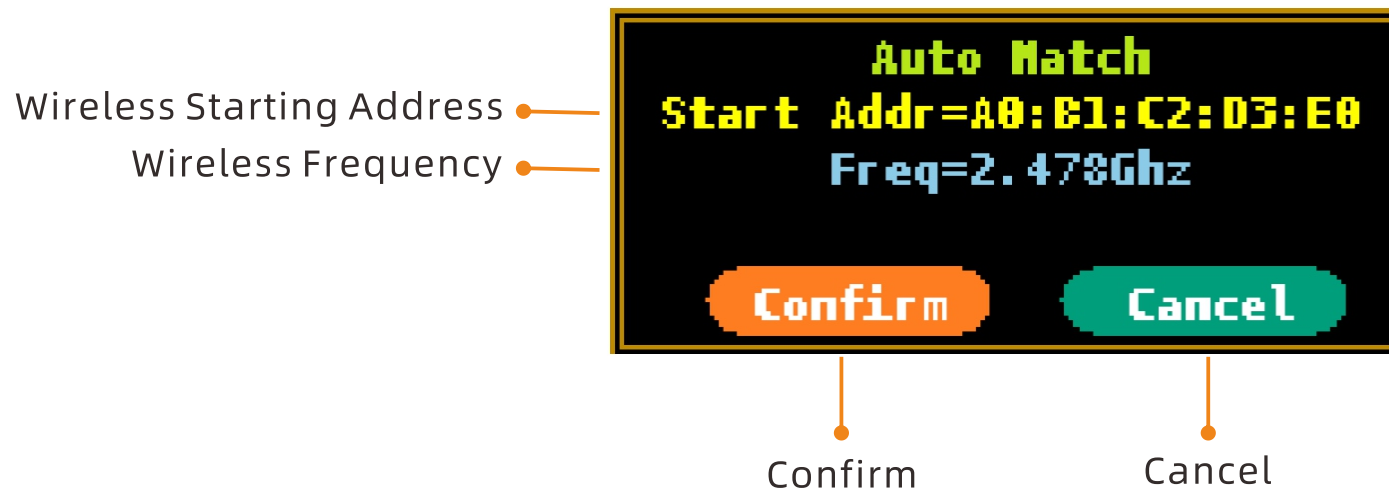 Auto Match
Wireless Starting Address
Start Addr=A0:B1:C2:D3:E0
Wireless Frequency
Freq=2.478Ghz
Confirm
Cancel
Confirm
Cancel